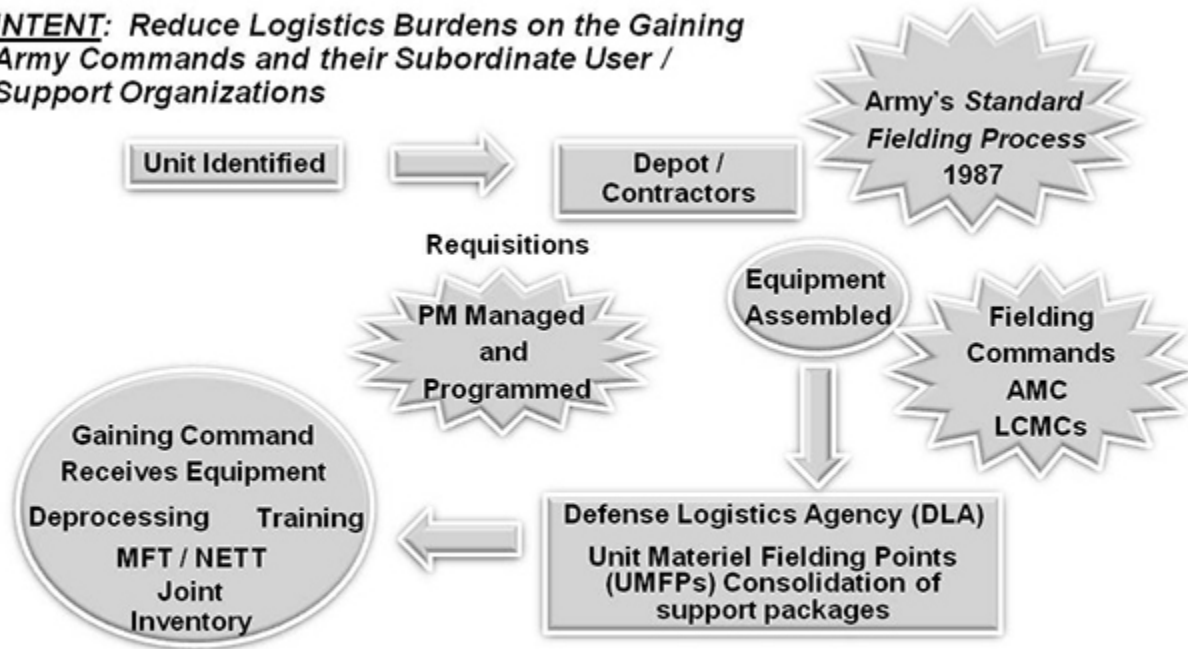 INTENT: Reduce Logistics Burdens on the Gaining
Army Commands and their Subordinate User /
Support Organizations
Army's Standard
Fielding Process
1987
Unit Identified
Depot /
Contractors
Requisitions
PM Managed
and
Programmed
Equipment
Assembled
Fielding
Commands
AMC
LCMCs
Gaining Command
Receives Equipment
Deprocessing Training
MFT / NETT
Joint
Inventory
Defense Logistics Agency (DLA)
Unit Materiel Fielding Points
(UMFPs) Consolidation of
support packages